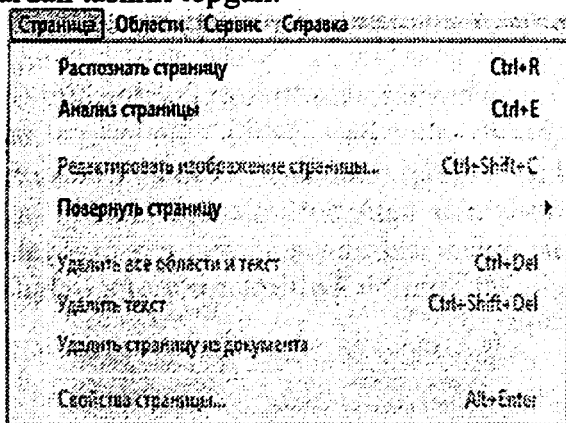 Страница Области Сервис Справка
Распознать страницу Ctrl+R
Анализ страницы Ctrl+E
Редактировать изображение страницы... Ctrl+Shift+C
Повернуть страницу
Удалить все области и текст Ctrl+Del
Удалить текст Ctrl+Shift+Del
Удалить страницу из документа
Свойства страницы... Alt+Enter